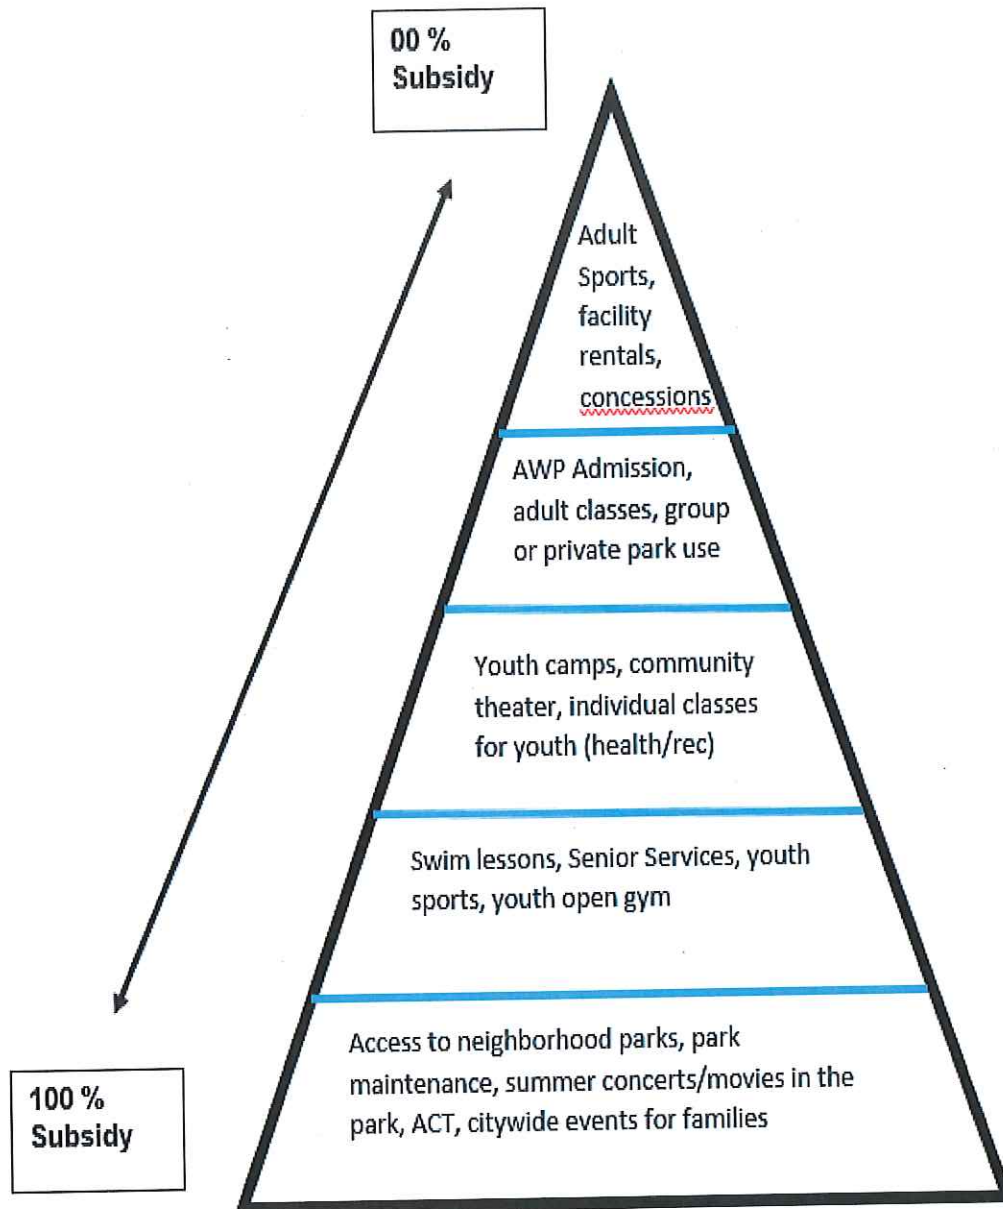 00 %
Subsidy
Adult
Sports,
facility
rentals,
concessions
AWP Admission,
adult classes, group
or private park use
Youth camps, community
theater, individual classes
for youth (health/rec)
Swim lessons, Senior Services, youth
sports, youth open gym
Access to neighborhood parks, park
maintenance, summer concerts/movies in the
park, ACT, citywide events for families
100 %
Subsidy